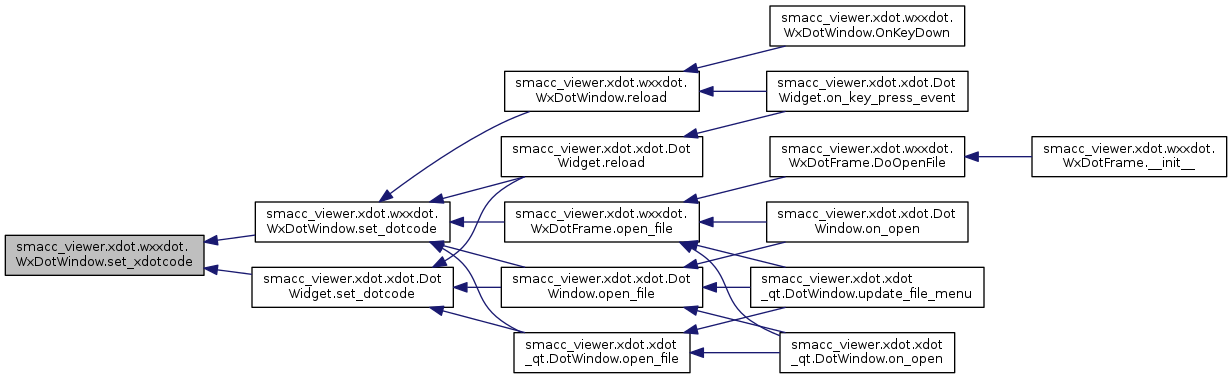 smacc_viewer.xdot.wxxdot.
WxDotWindow.set_xdotcode
smacc_viewer.xdot.wxxdot.
WxDotWindow.set_dotcode
smacc_viewer.xdot.xdot.Dot
Widget.set_dotcode
smacc_viewer.xdot.wxxdot.
WxDotWindow.reload
smacc_viewer.xdot.xdot.Dot
Widget.reload
smacc_viewer.xdot.wxxdot.
WxDotFrame.open_file
smacc_viewer.xdot.xdot.Dot
Window.open_file
smacc_viewer.xdot.xdot
_qt.DotWindow.open_file
smacc_viewer.xdot.wxxdot.
WxDotWindow.OnKeyDown
smacc_viewer.xdot.xdot.Dot
Widget.on_key_press_event
smacc_viewer.xdot.wxxdot.
WxDotFrame.DoOpenFile
smacc_viewer.xdot.xdot.Dot
Window.on_open
smacc_viewer.xdot.xdot
_qt.DotWindow.update_file_menu
smacc_viewer.xdot.xdot
_qt.DotWindow.on_open
smacc_viewer.xdot.wxxdot.
WxDotFrame.__init__